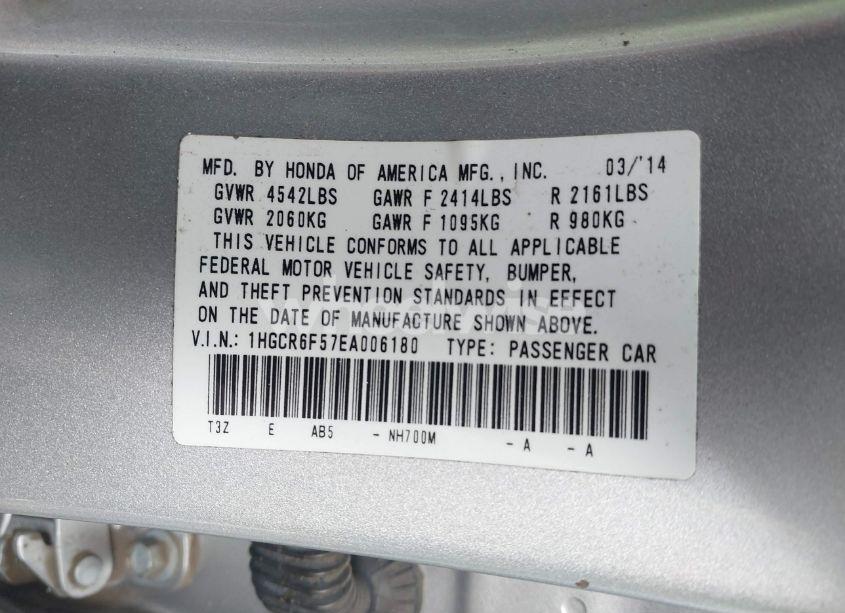 MFD. BY HONDA OF AMERICA MFG., INC. 03/'14
GVWR 4542LBS GAWR F 2414LBS R 2161LBS
GVWR 2060KG GAWR F 1095KG R 980KG
THIS VEHICLE CONFORMS TO ALL APPLICABLE
FEDERAL MOTOR VEHICLE SAFETY, BUMPER,
AND THEFT PREVENTION STANDARDS IN EFFECT
ON THE DATE OF MANUFACTURE SHOWN ABOVE.
V.I.N.: 1HGCR6F57EA006180 TYPE: PASSENGER CAR
T3Z E AB5 - NH700M - A - A